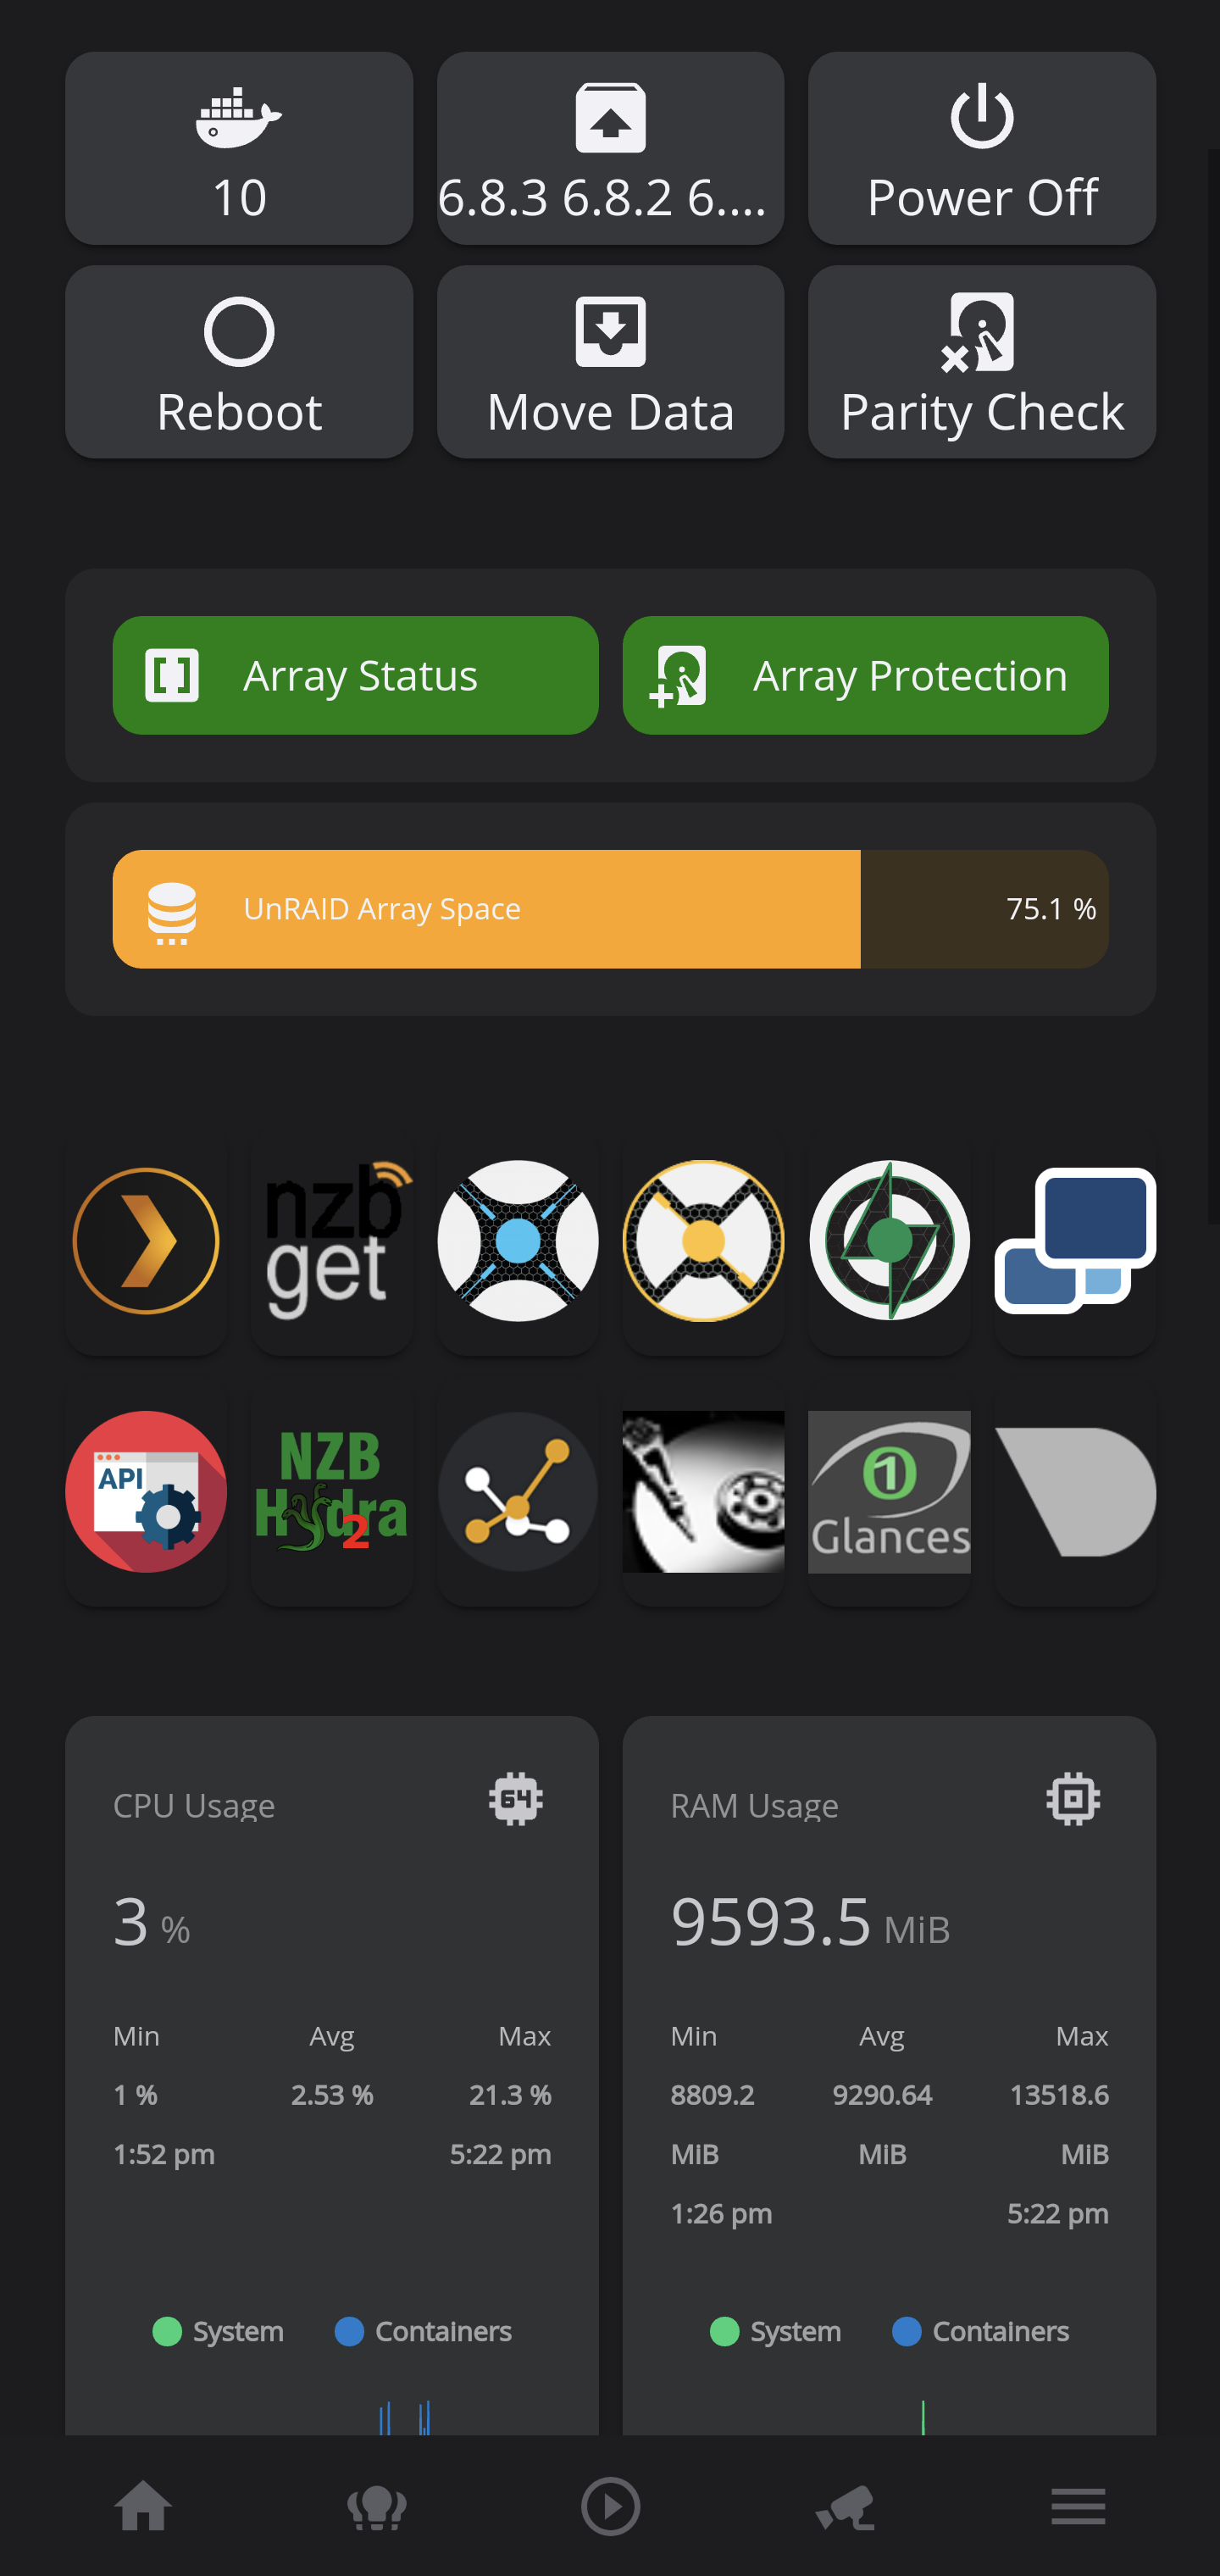 10
6.8.3 6.8.2 6....
Power Off
Reboot
Move Data
Parity Check
Array Status
Array Protection
UnRAID Array Space
75.1 %
nzb
get
API
NZB
Hydra
2
1
Glances
CPU Usage
64
3 %
Min Avg Max
1 % 2.53 % 21.3 %
1:52 pm 5:22 pm
System Containers
RAM Usage
9593.5 MiB
Min Avg Max
8809.2 9290.64 13518.6
MiB MiB MiB
1:26 pm 5:22 pm
System Containers